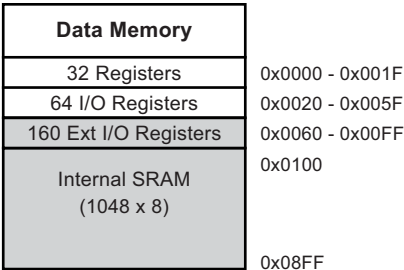 Data Memory
32 Registers 0x0000 - 0x001F
64 I/O Registers 0x0020 - 0x005F
160 Ext I/O Registers 0x0060 - 0x00FF
0x0100
Internal SRAM
(1048 x 8)
0x08FF